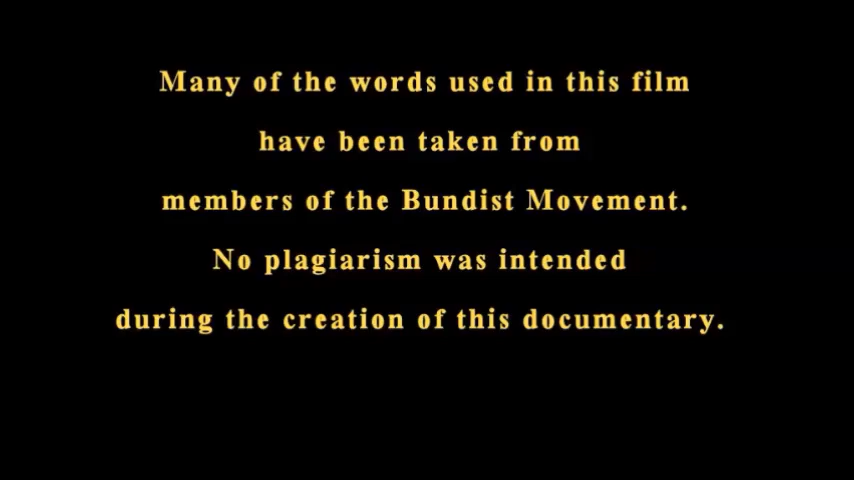 Many of the words used in this film
have been taken from
members of the Bundist Movement.
No plagiarism was intended
during the creation of this documentary.